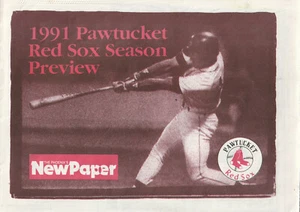 1991 Pawtucket
Red Sox Season
Preview
NewPaper
PAWTUCKET
Red Sox